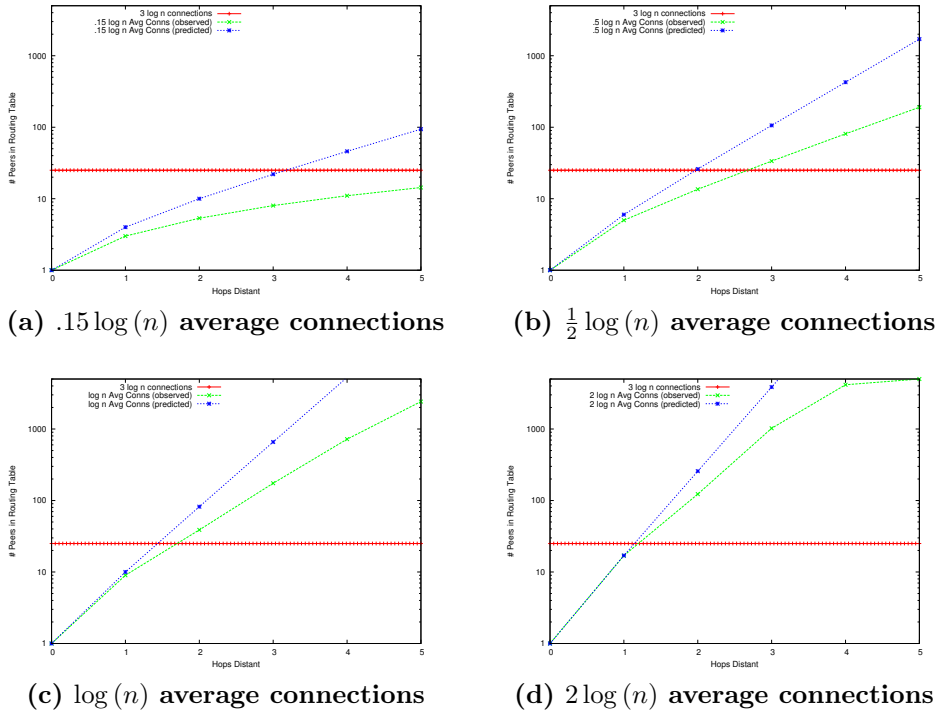 3 log n connections
.15 log n Avg Conns (observed)
.15 log n Avg Conns (predicted)
1000
100
10
1
# Peers in Routing Table
0 1 2 3 4 5
Hops Distant
(a) .15 log (n) average connections
3 log n connections
.5 log n Avg Conns (observed)
.5 log n Avg Conns (predicted)
1000
100
10
1
# Peers in Routing Table
0 1 2 3 4 5
Hops Distant
(b) 1/2 log (n) average connections
3 log n connections
log n Avg Conns (observed)
log n Avg Conns (predicted)
1000
100
10
1
# Peers in Routing Table
0 1 2 3 4 5
Hops Distant
(c) log (n) average connections
3 log n connections
2 log n Avg Conns (observed)
2 log n Avg Conns (predicted)
1000
100
10
1
# Peers in Routing Table
0 1 2 3 4 5
Hops Distant
(d) 2 log (n) average connections